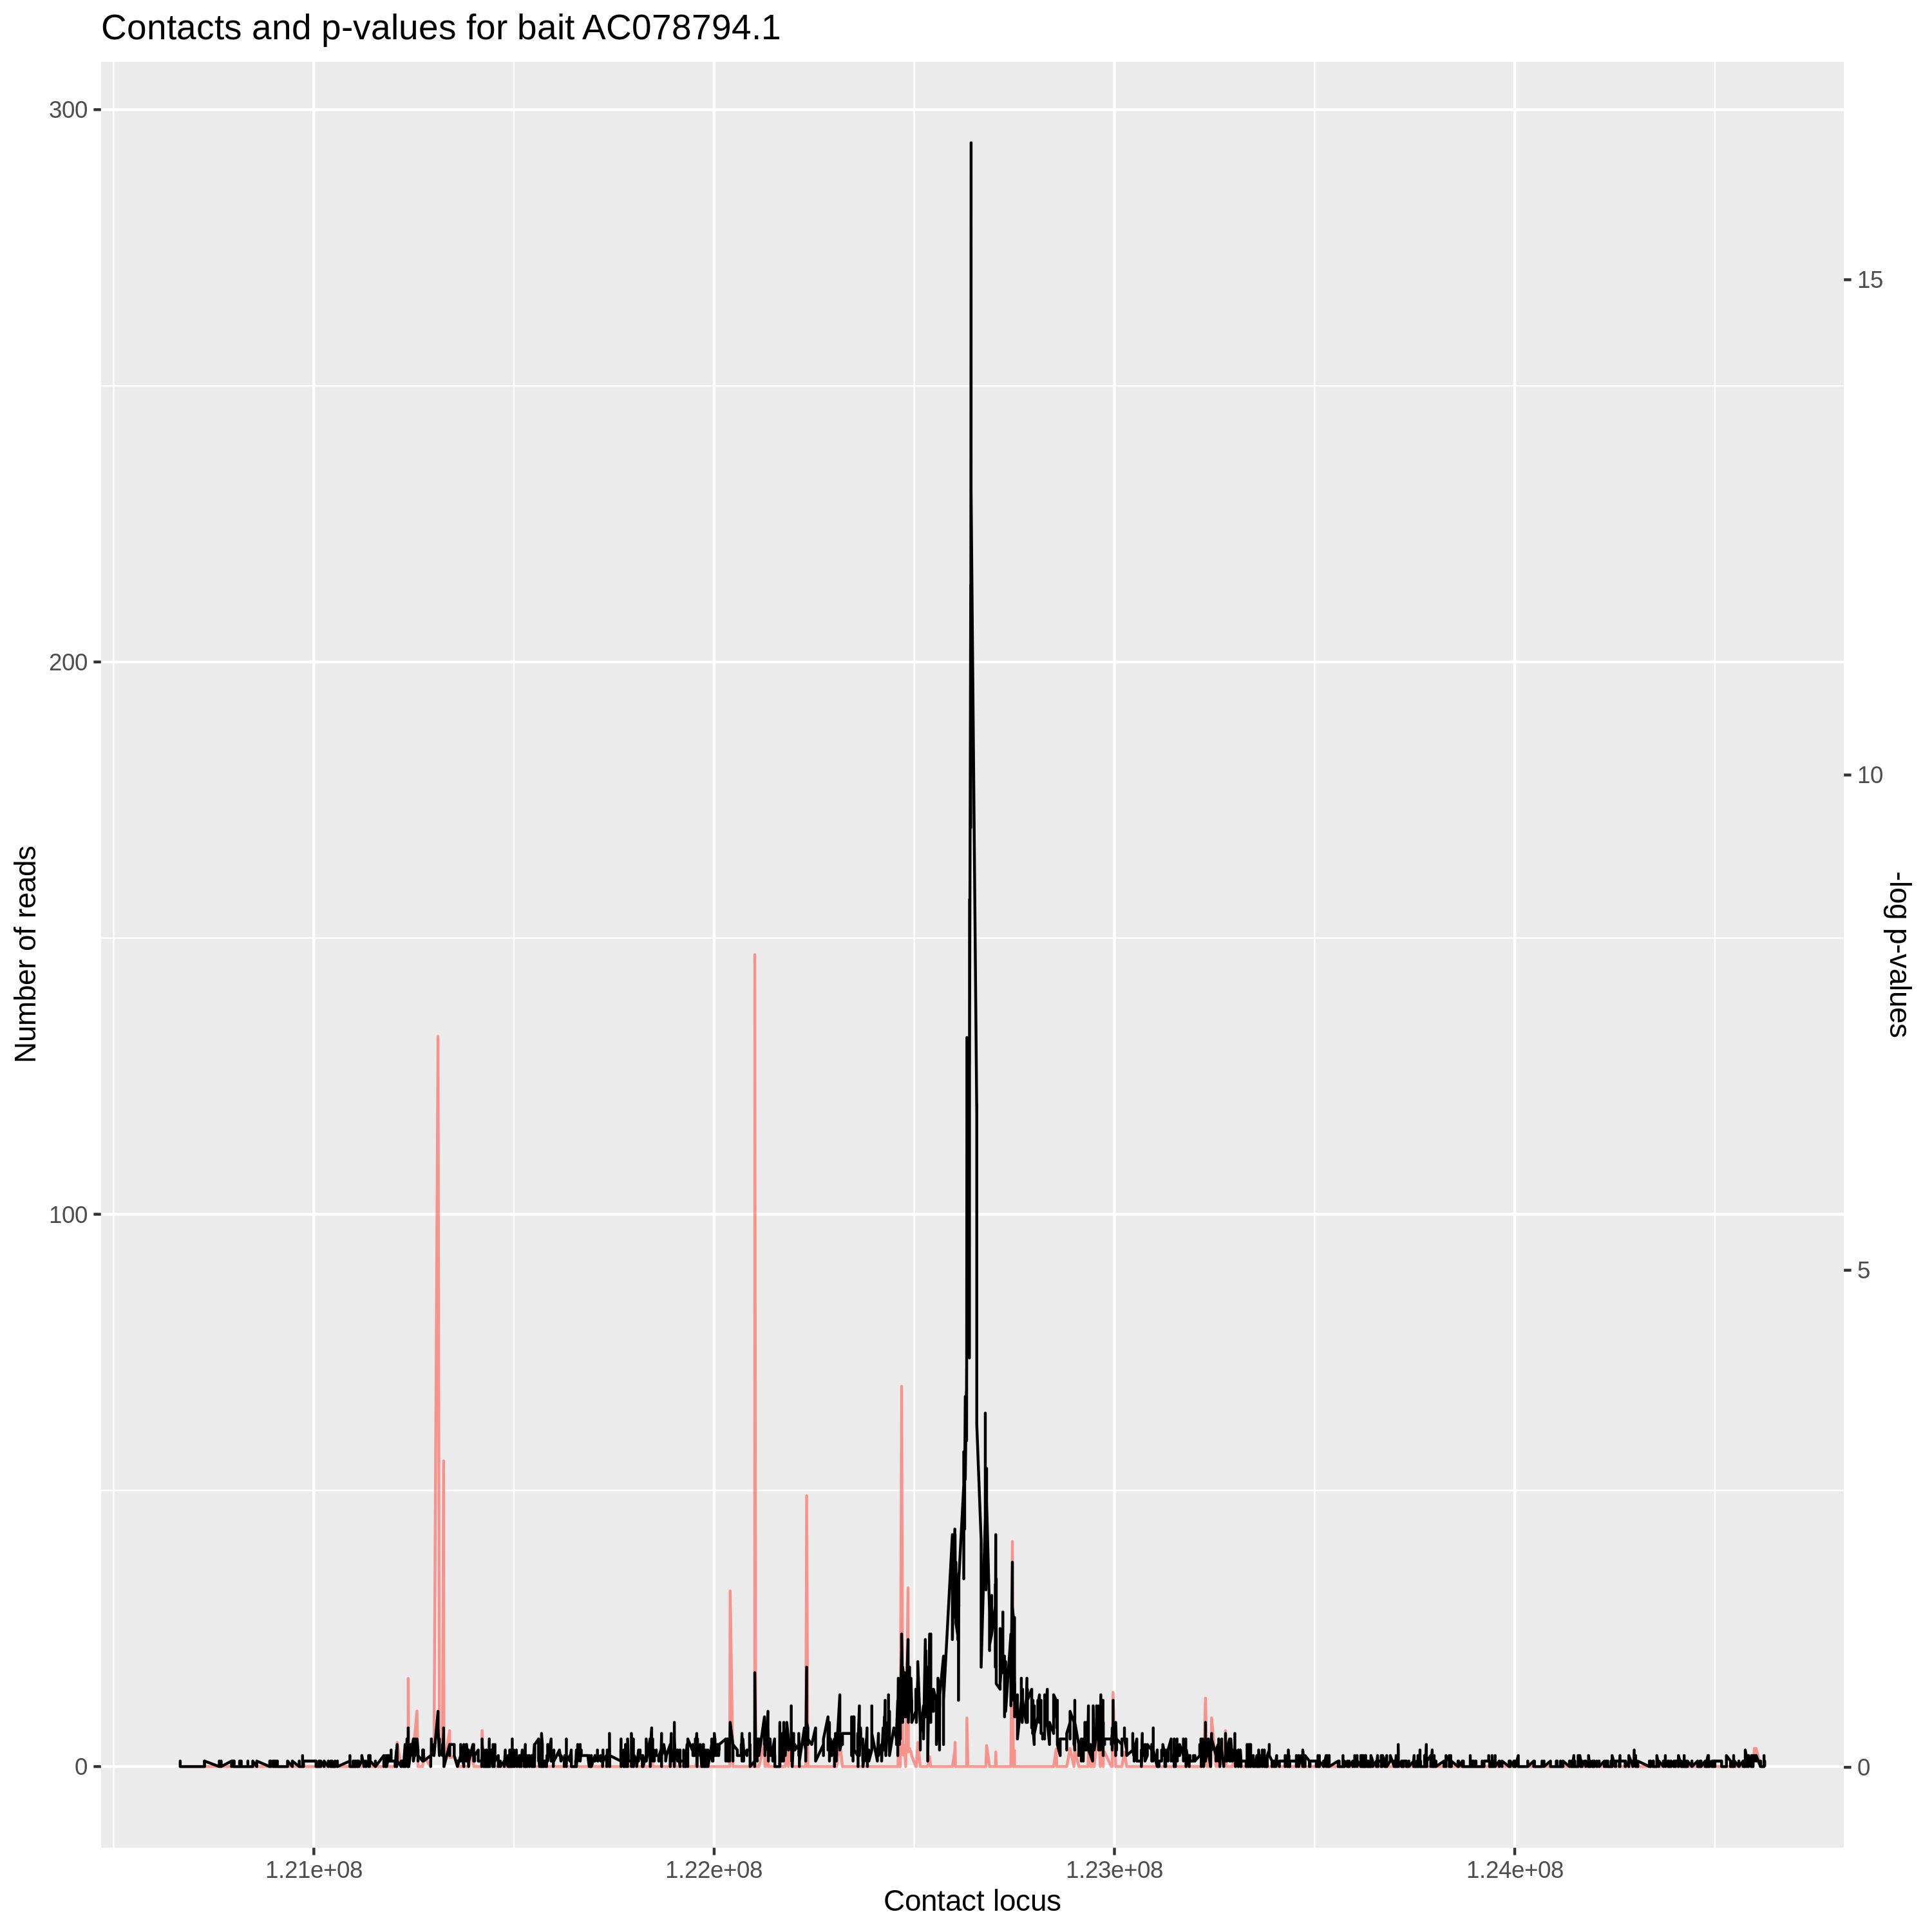 Contacts and p-values for bait AC078794.1
300
200
100
0
Number of reads
15
10
5
0
-log p-values
1.21e+08
1.22e+08
1.23e+08
1.24e+08
Contact locus